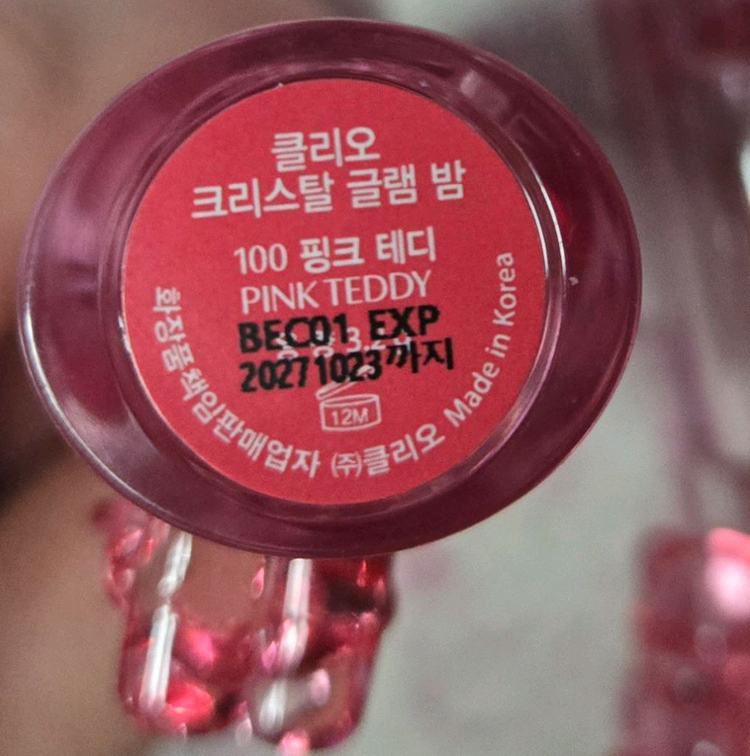 클리오
크리스탈 글램 밤
100 핑크 테디
PINK TEDDY
BEC01 EXP
20271023까지
12M
화장품책임판매업자 ㈜클리오 Made in Korea